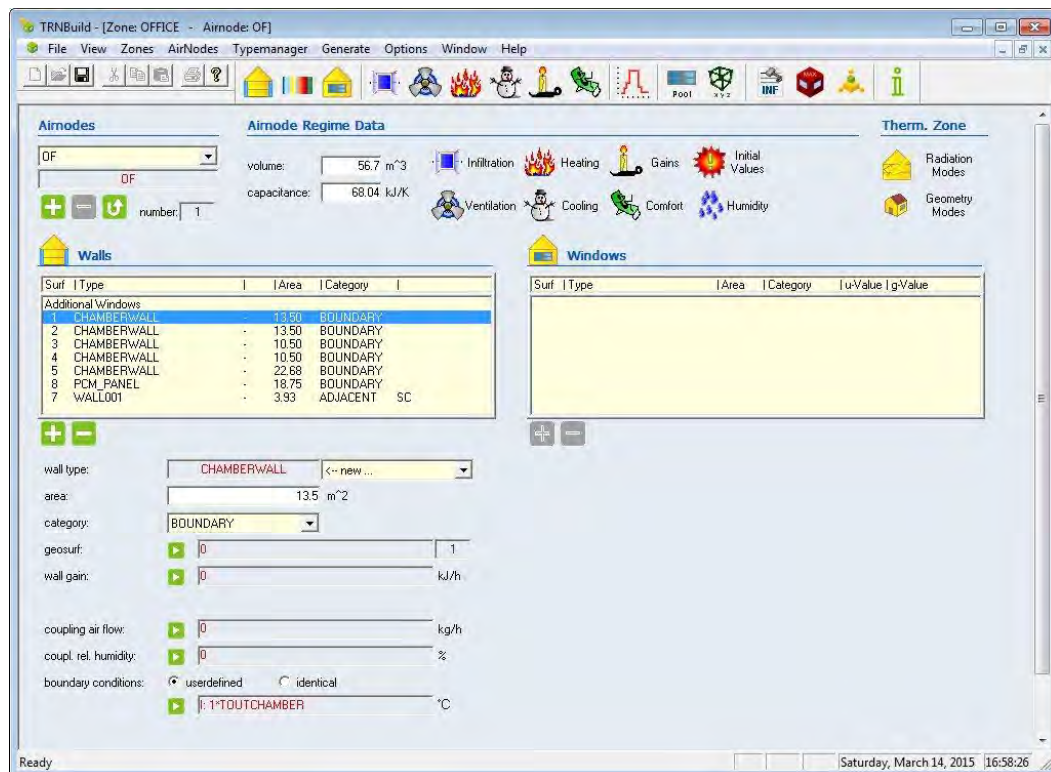 TRNBuild - [Zone: OFFICE - Airnode: OF]
File View Zones AirNodes Typemanager Generate Options Window Help
Pool x y z INF MAX
Airnodes
OF
OF
number: 1
Airnode Regime Data
volume: 56.7 m^3
capacitance: 68.04 kJ/K
Infiltration Heating Gains Initial Values
Ventilation Cooling Comfort Humidity
Therm. Zone
Radiation Modes
Geometry Modes
Walls
Surf Type Area Category
Additional Windows
1 CHAMBERWALL - 13.50 BOUNDARY
2 CHAMBERWALL - 13.50 BOUNDARY
3 CHAMBERWALL - 10.50 BOUNDARY
4 CHAMBERWALL - 10.50 BOUNDARY
5 CHAMBERWALL - 22.68 BOUNDARY
8 PCM_PANEL - 18.75 BOUNDARY
7 WALL001 - 3.93 ADJACENT SC
Windows
Surf Type Area Category u-Value g-Value
wall type: CHAMBERWALL <-- new ...
area: 13.5 m^2
category: BOUNDARY
geosurf: 0 1
wall gain: 0 kJ/h
coupling air flow: 0 kg/h
coupl. rel. humidity: 0 %
boundary conditions: userdefined identical
I: 1*TOUTCHAMBER °C
Ready Saturday, March 14, 2015 16:58:26